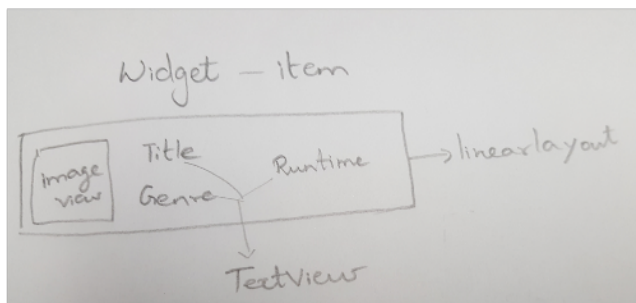 Widget – item
Title
image
view
Runtime
Genre
linearlayout
TextView